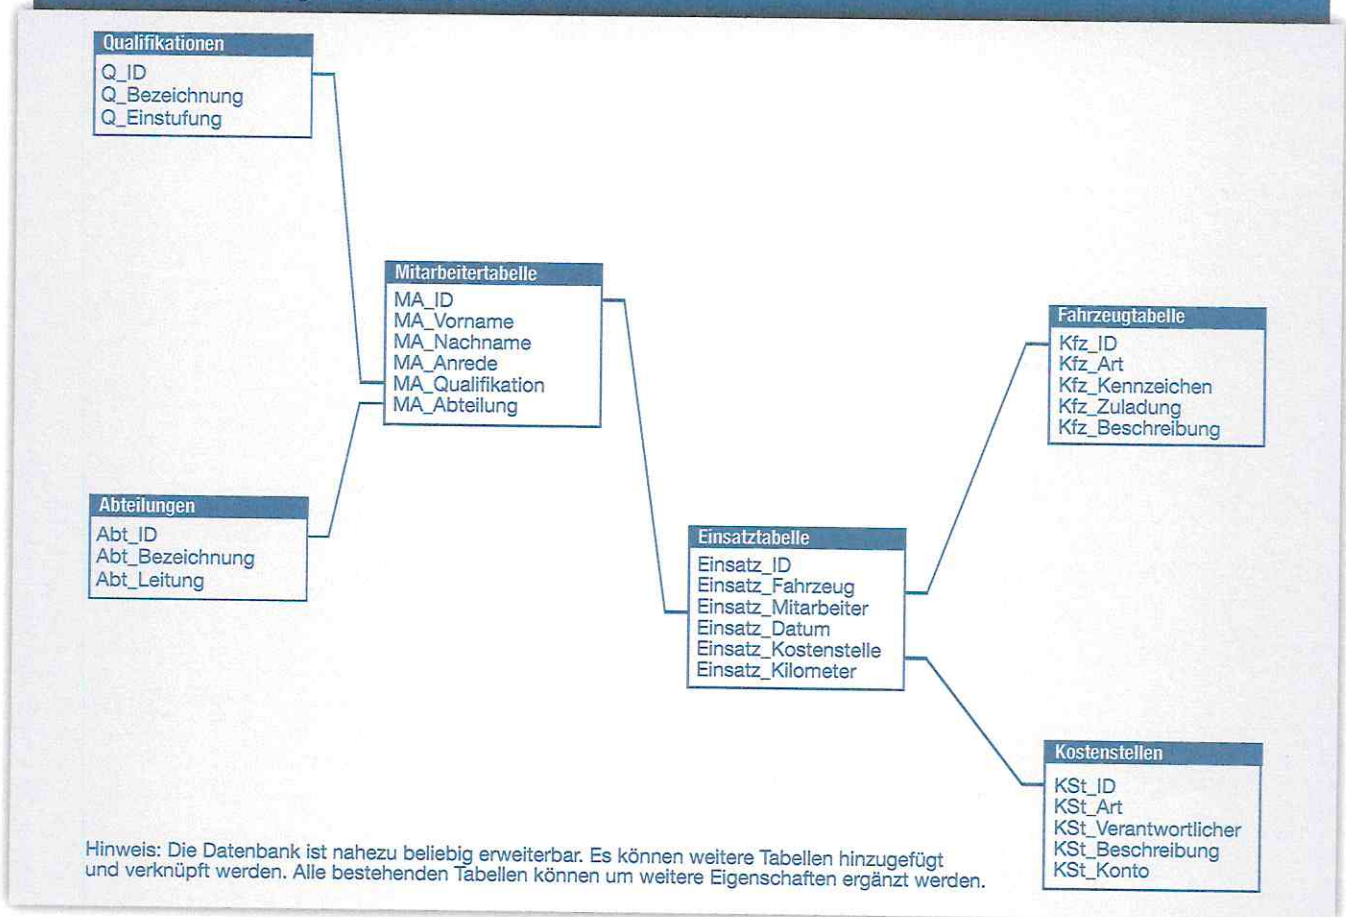 Qualifikationen
Q_ID
Q_Bezeichnung
Q_Einstufung
Mitarbeitertabelle
MA_ID
MA_Vorname
MA_Nachname
MA_Anrede
MA_Qualifikation
MA_Abteilung
Fahrzeugtabelle
Kfz_ID
Kfz_Art
Kfz_Kennzeichen
Kfz_Zuladung
Kfz_Beschreibung
Abteilungen
Abt_ID
Abt_Bezeichnung
Abt_Leitung
Einsatztabelle
Einsatz_ID
Einsatz_Fahrzeug
Einsatz_Mitarbeiter
Einsatz_Datum
Einsatz_Kostenstelle
Einsatz_Kilometer
Kostenstellen
KSt_ID
KSt_Art
KSt_Verantwortlicher
KSt_Beschreibung
KSt_Konto
Hinweis: Die Datenbank ist nahezu beliebig erweiterbar. Es können weitere Tabellen hinzugefügt
und verknüpft werden. Alle bestehenden Tabellen können um weitere Eigenschaften ergänzt werden.